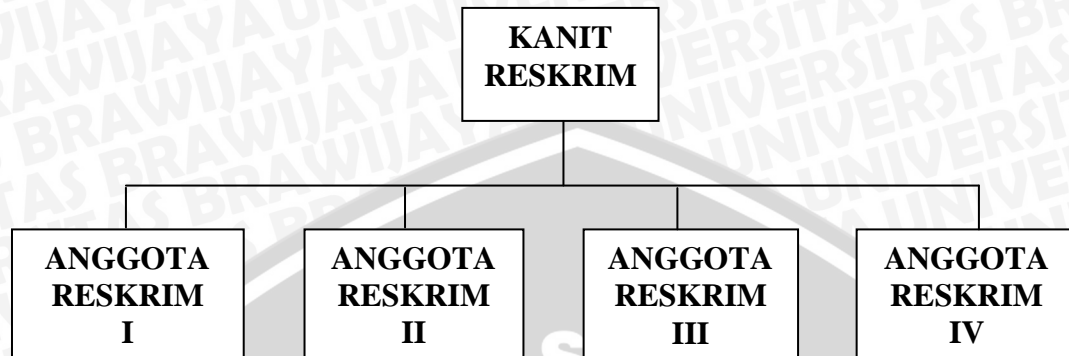 KANIT
RESKRIM
ANGGOTA
RESKRIM
I
ANGGOTA
RESKRIM
II
ANGGOTA
RESKRIM
III
ANGGOTA
RESKRIM
IV